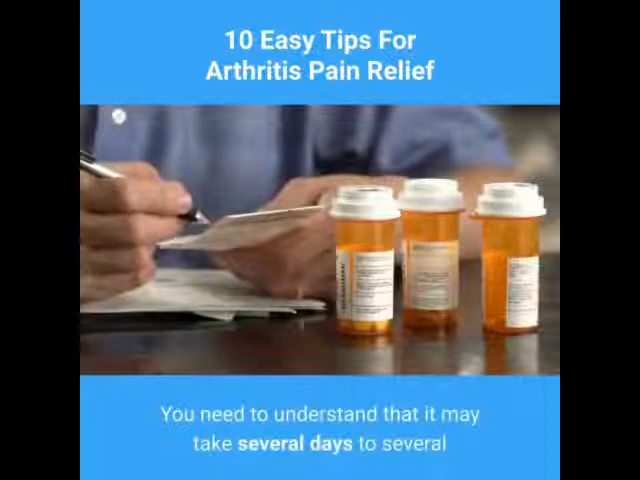 10 Easy Tips For
Arthritis Pain Relief
You need to understand that it may
take several days to several